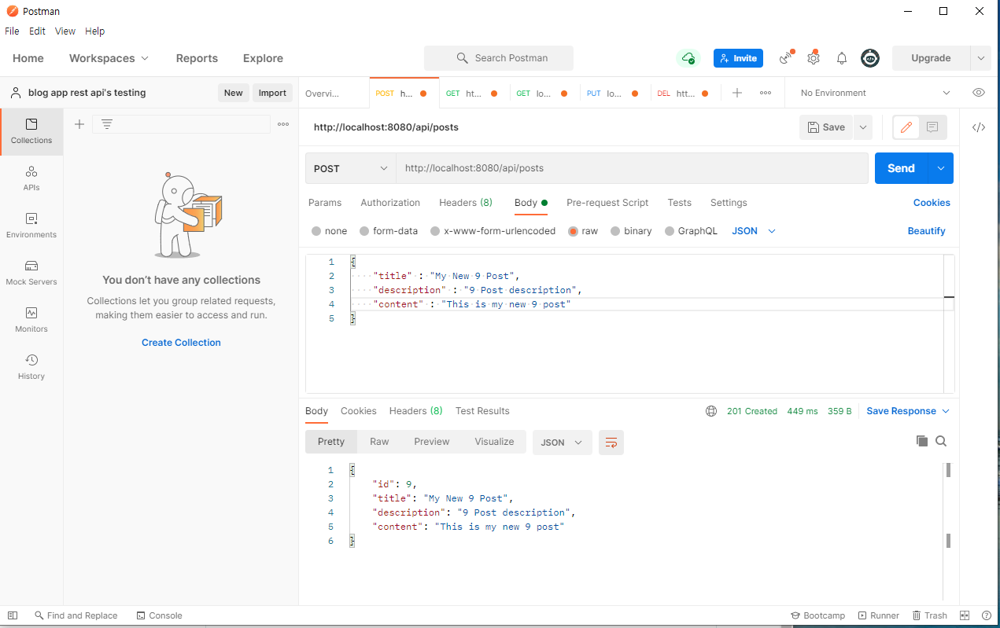 Postman
File Edit View Help
Home Workspaces Reports Explore Search Postman Invite Upgrade
blog app rest api's testing New Import
Overvi... POST h... GET ht... GET lo... PUT lo... DEL htt... No Environment
http://localhost:8080/api/posts Save
Collections
APIs
Environments
Mock Servers
Monitors
History
You don't have any collections
Collections let you group related requests,
making them easier to access and run.
Create Collection
POST http://localhost:8080/api/posts Send
Params Authorization Headers (8) Body Pre-request Script Tests Settings Cookies
none form-data x-www-form-urlencoded raw binary GraphQL JSON Beautify
1 {
2 "title" : "My New 9 Post",
3 "description" : "9 Post description",
4 "content" : "This is my new 9 post"
5 }
Body Cookies Headers (8) Test Results 201 Created 449 ms 359 B Save Response
Pretty Raw Preview Visualize JSON
1 {
2 "id": 9,
3 "title": "My New 9 Post",
4 "description": "9 Post description",
5 "content": "This is my new 9 post"
6 }
Find and Replace Console Bootcamp Runner Trash